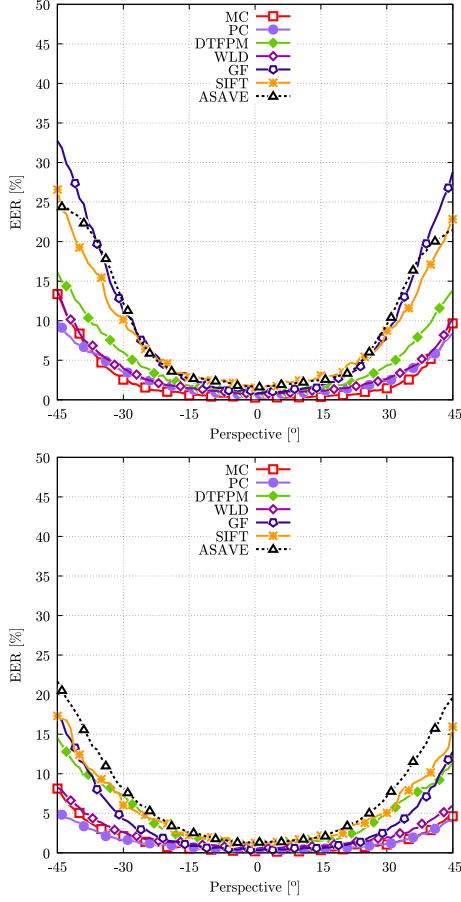 50
45
40
35
30
25
20
15
10
5
0
EER [%]
MC
PC
DTFPM
WLD
GF
SIFT
ASAVE
-45 -30 -15 0 15 30 45
Perspective [º]
50
45
40
35
30
25
20
15
10
5
0
EER [%]
MC
PC
DTFPM
WLD
GF
SIFT
ASAVE
-45 -30 -15 0 15 30 45
Perspective [º]